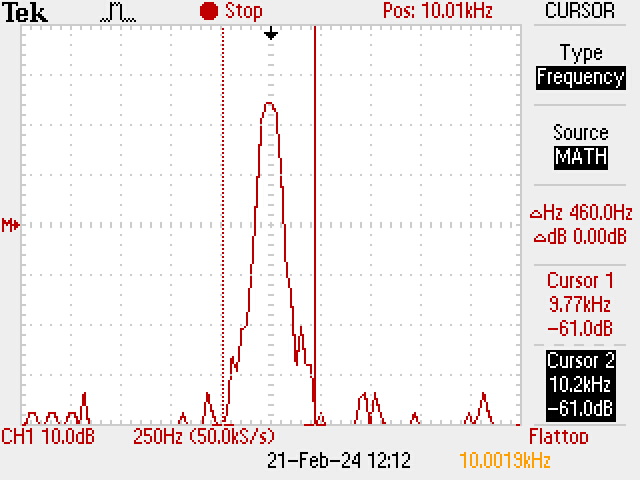 Tek Stop Pos: 10.01kHz CURSOR
Type
Frequency
Source
MATH
M
△Hz 460.0Hz
△dB 0.00dB
Cursor 1
9.77kHz
-61.0dB
Cursor 2
10.2kHz
-61.0dB
CH1 10.0dB 250Hz (50.0kS/s) Flattop
21-Feb-24 12:12 10.0019kHz